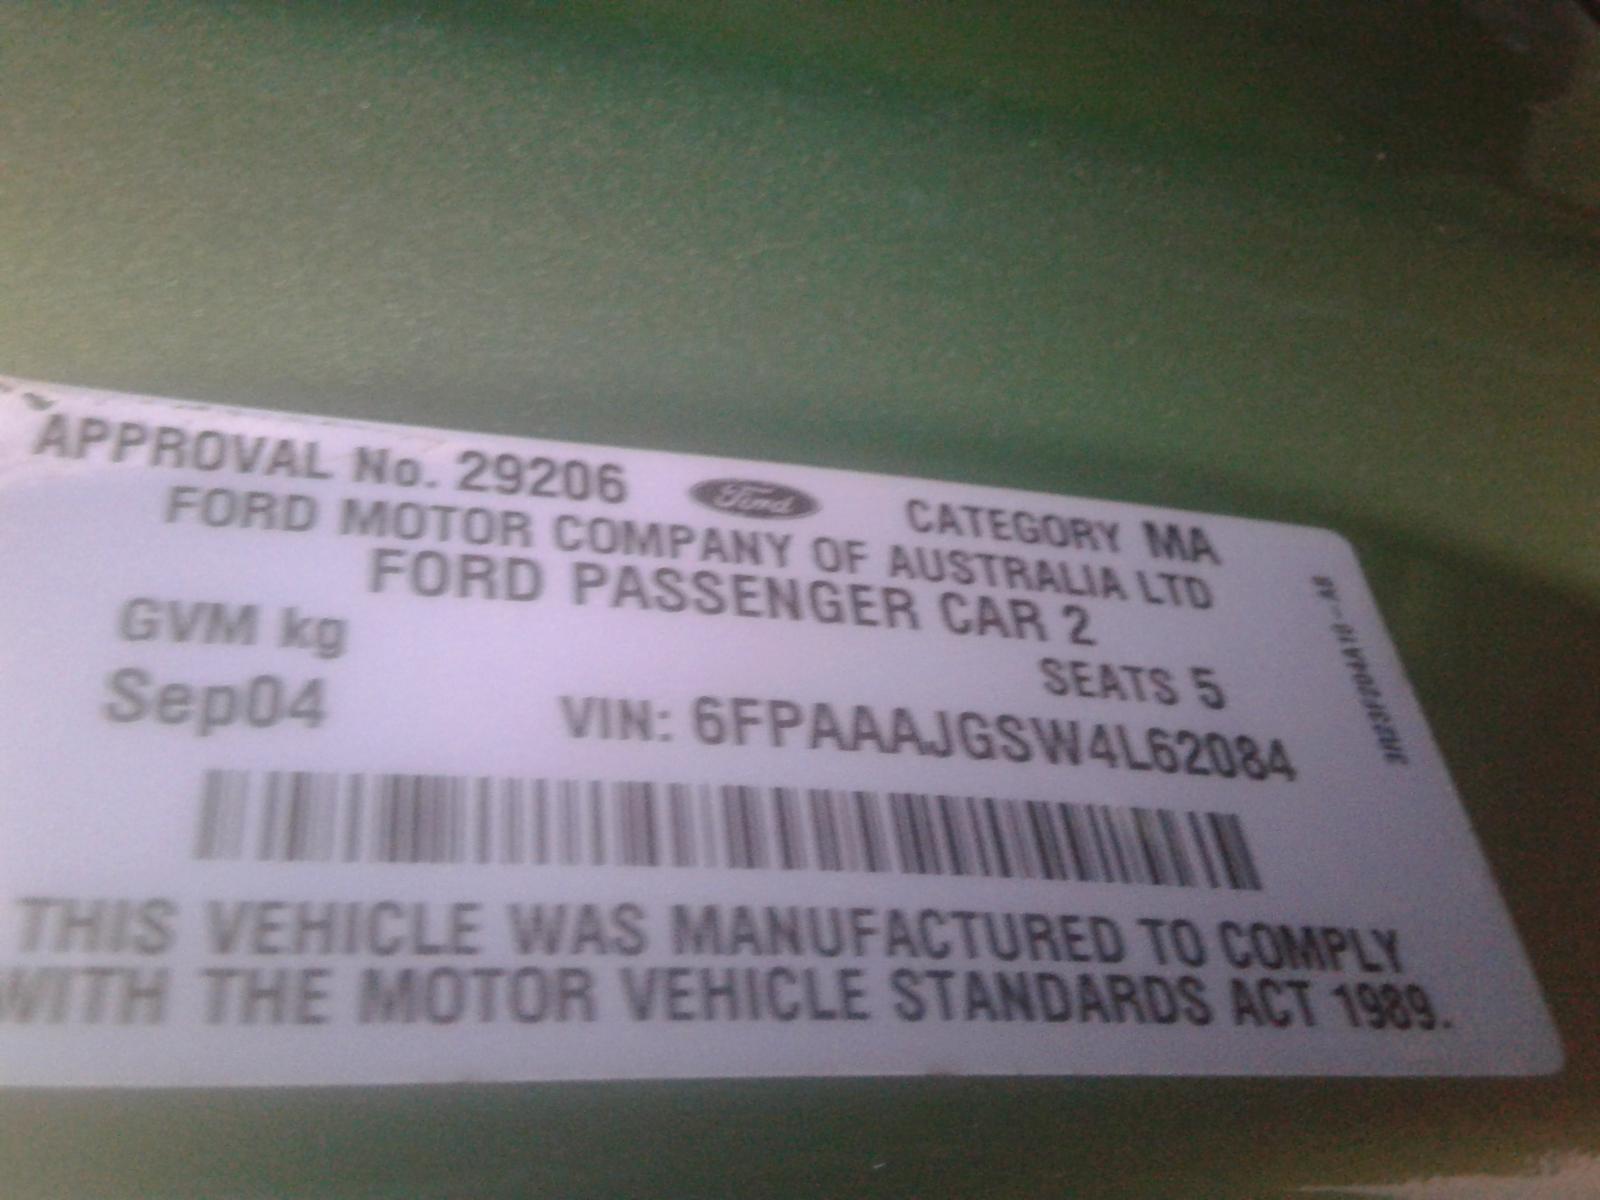 APPROVAL No. 29206 Ford CATEGORY MA
FORD MOTOR COMPANY OF AUSTRALIA LTD
FORD PASSENGER CAR 2
GVM kg
SEATS 5
Sep04
VIN: 6FPAAAJGSW4L62084
THIS VEHICLE WAS MANUFACTURED TO COMPLY
WITH THE MOTOR VEHICLE STANDARDS ACT 1989.